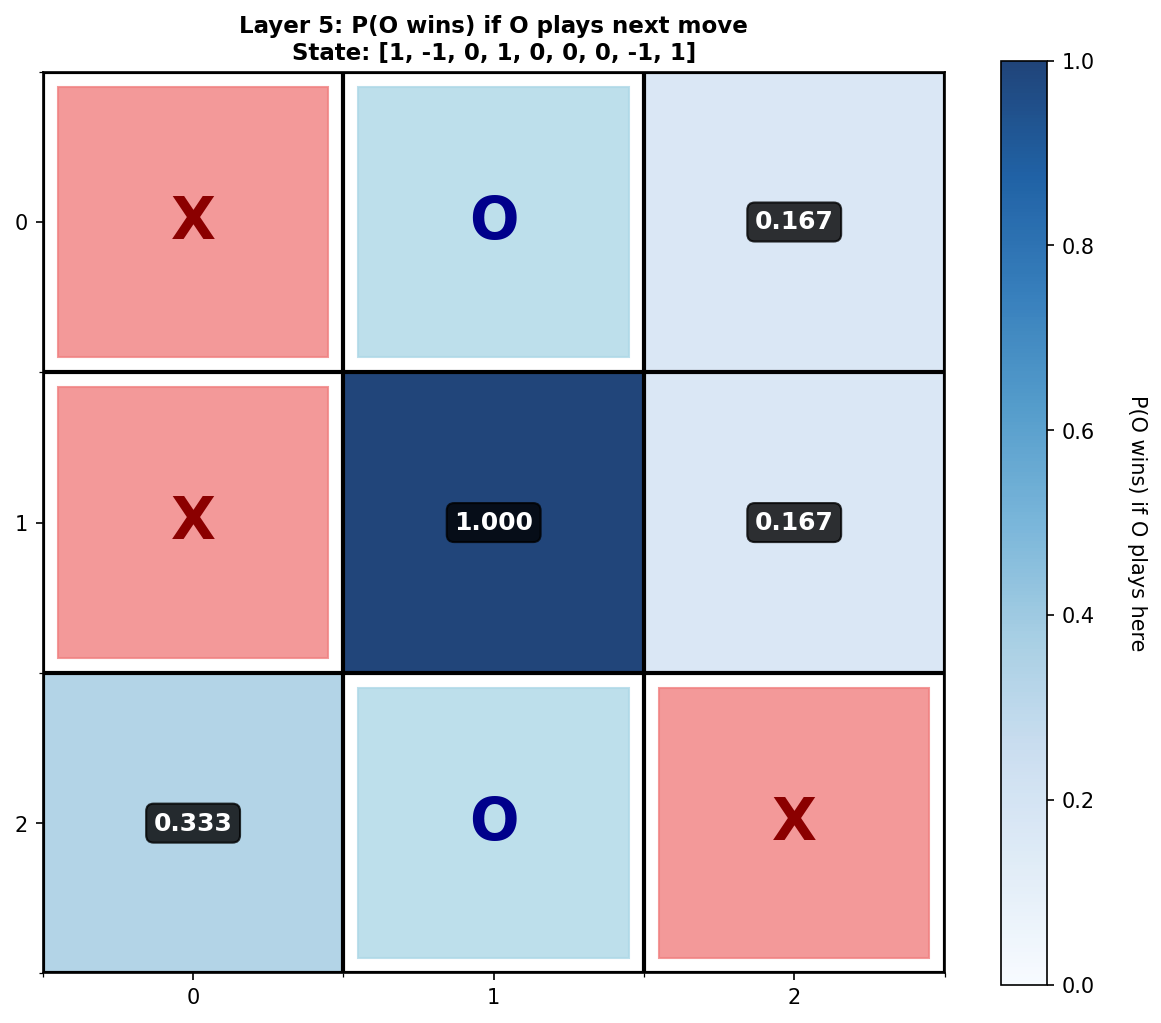 Layer 5: P(O wins) if O plays next move
State: [1, -1, 0, 1, 0, 0, 0, -1, 1]
0
X
O
0.167
1
X
1.000
0.167
2
0.333
O
X
0
1
2
1.0
0.8
0.6
0.4
0.2
0.0
P(O wins) if O plays here